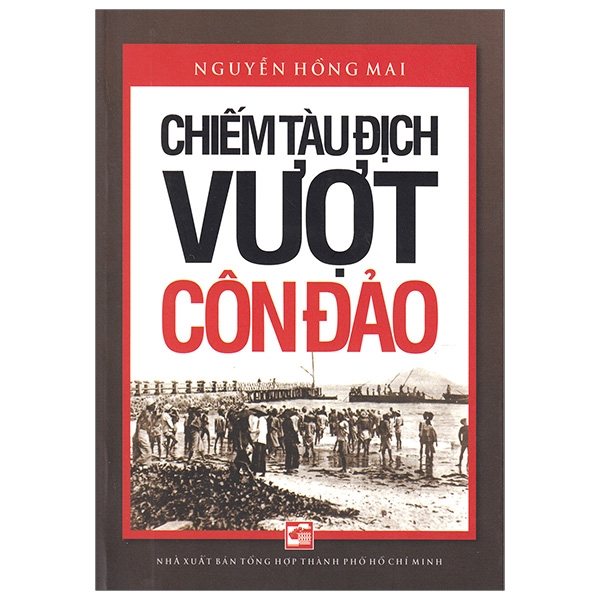 NGUYỄN HỒNG MAI
CHIẾM TÀU ĐỊCH
VƯỢT
CÔN ĐẢO
NHÀ XUẤT BẢN TỔNG HỢP THÀNH PHỐ HỒ CHÍ MINH